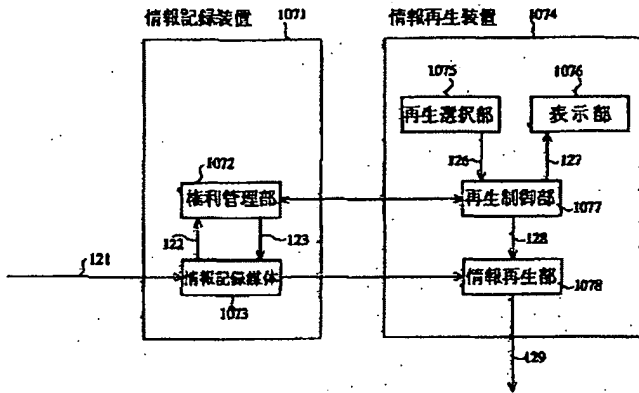 情報記録装置 1071
情報再生装置 1074
1075
1076
再生選択部
表示部
126
127
1072
権利管理部
再生制御部
1077
122
123
128
121
情報記録媒体
情報再生部
1078
1073
129